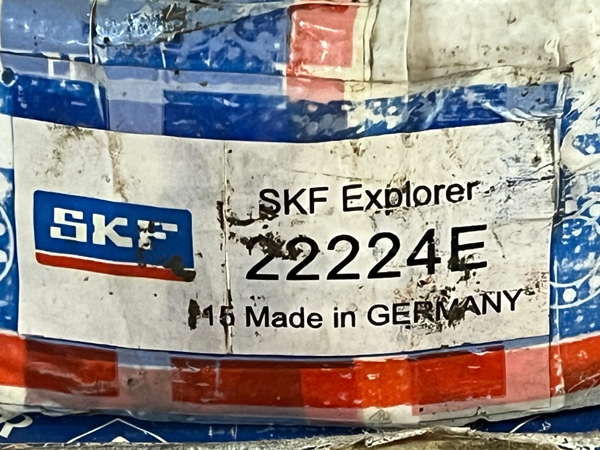 SKF
SKF Explorer
22224E
15 Made in GERMANY